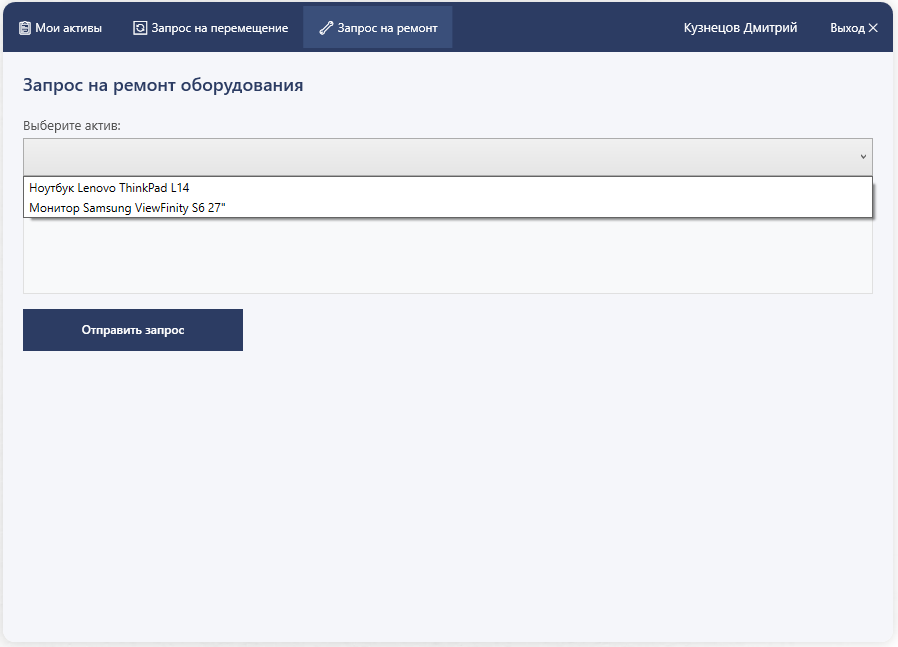 Мои активы Запрос на перемещение Запрос на ремонт Кузнецов Дмитрий Выход
Запрос на ремонт оборудования
Выберите актив:
Ноутбук Lenovo ThinkPad L14
Монитор Samsung ViewFinity S6 27"
Отправить запрос